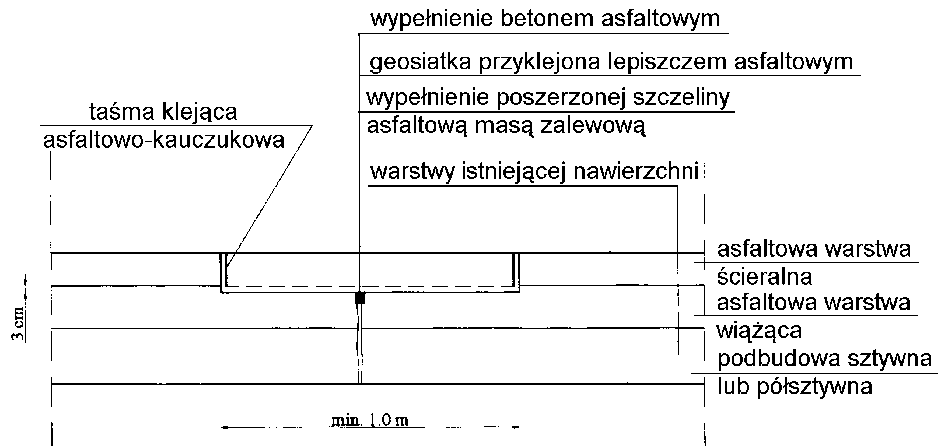 wypełnienie betonem asfaltowym
geosiatka przyklejona lepiszczem asfaltowym
wypełnienie poszerzonej szczeliny
asfaltową masą zalewową
taśma klejąca
asfaltowo-kauczukowa
warstwy istniejącej nawierzchni
asfaltowa warstwa
ścieralna
asfaltowa warstwa
wiążąca
podbudowa sztywna
lub półsztywna
3 cm
min. 1.0 m